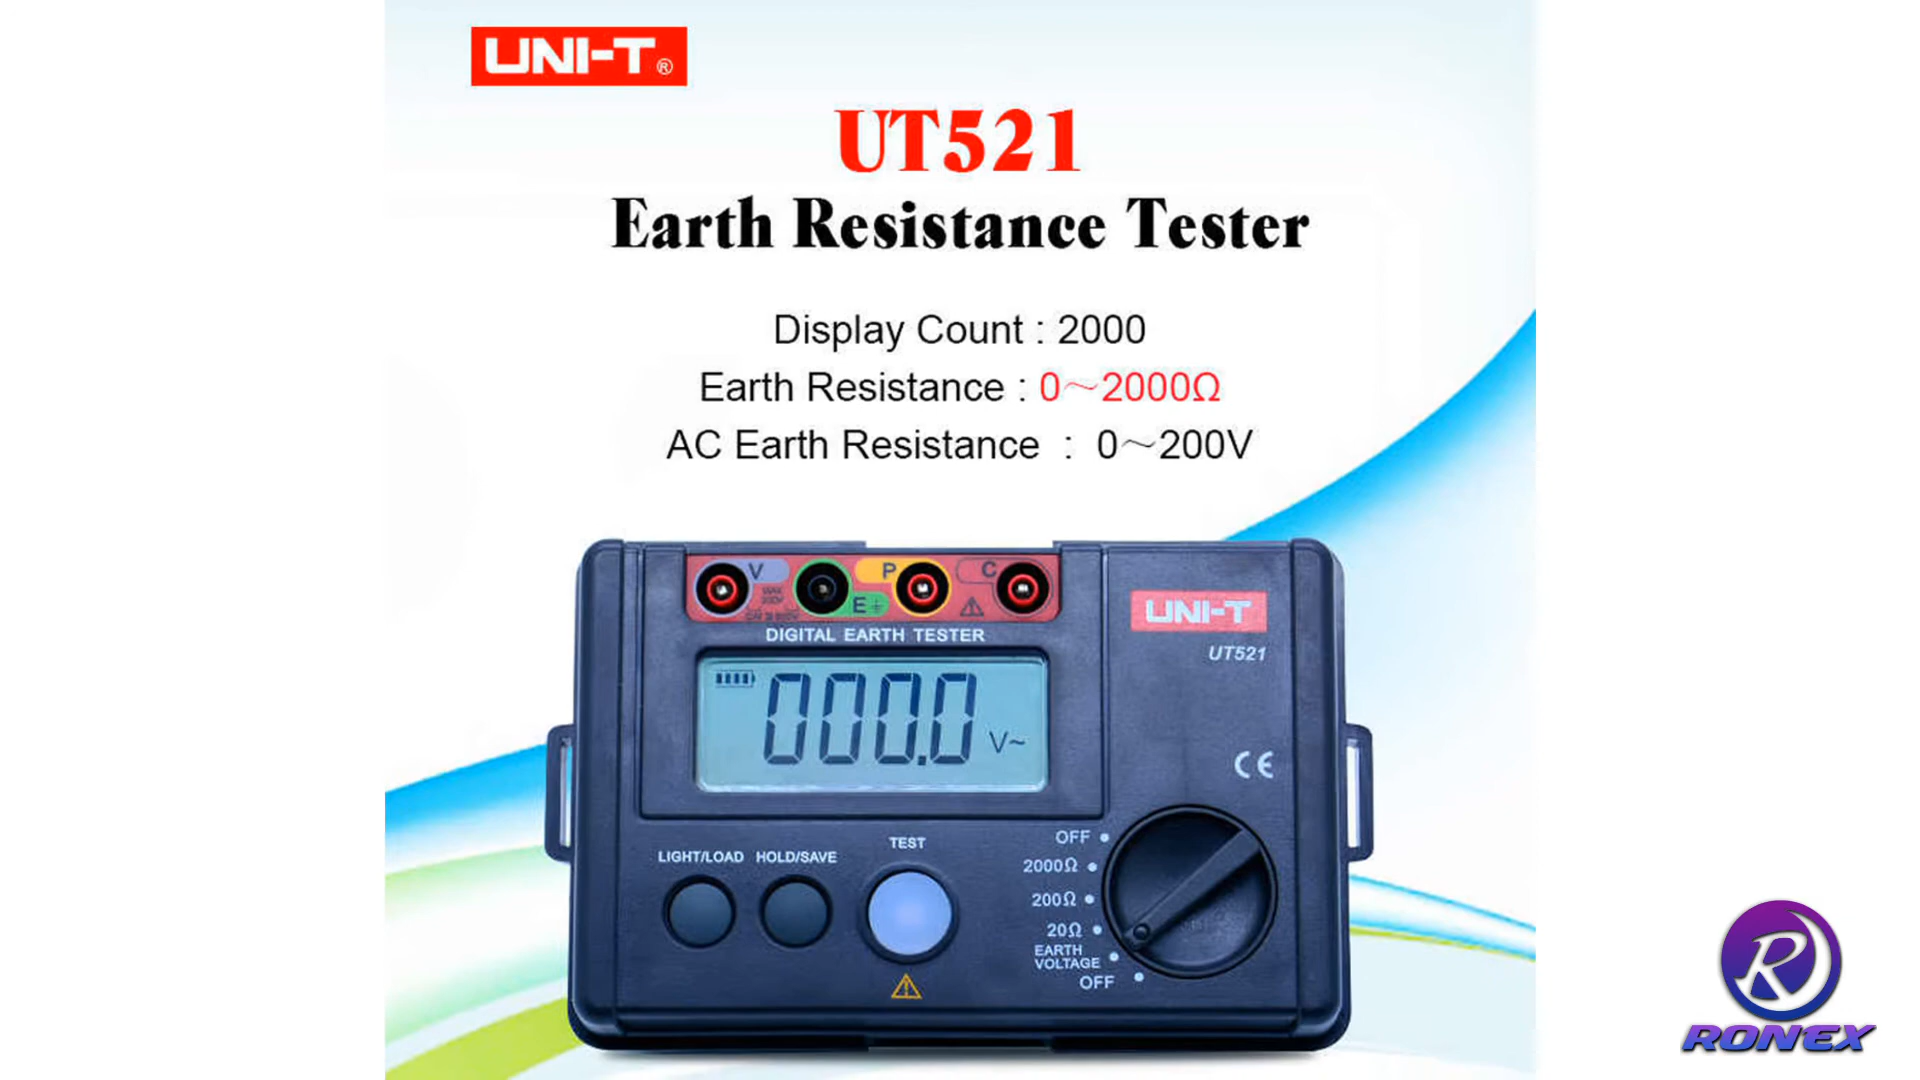 UNI-T®
UT521
Earth Resistance Tester
Display Count : 2000
Earth Resistance : 0～2000Ω
AC Earth Resistance : 0～200V
V
E
P
C
DIGITAL EARTH TESTER
UNI-T
UT521
000.0 V~
CE
LIGHT/LOAD HOLD/SAVE
TEST
OFF
2000Ω
200Ω
20Ω
EARTH
VOLTAGE
OFF
R
RONEX